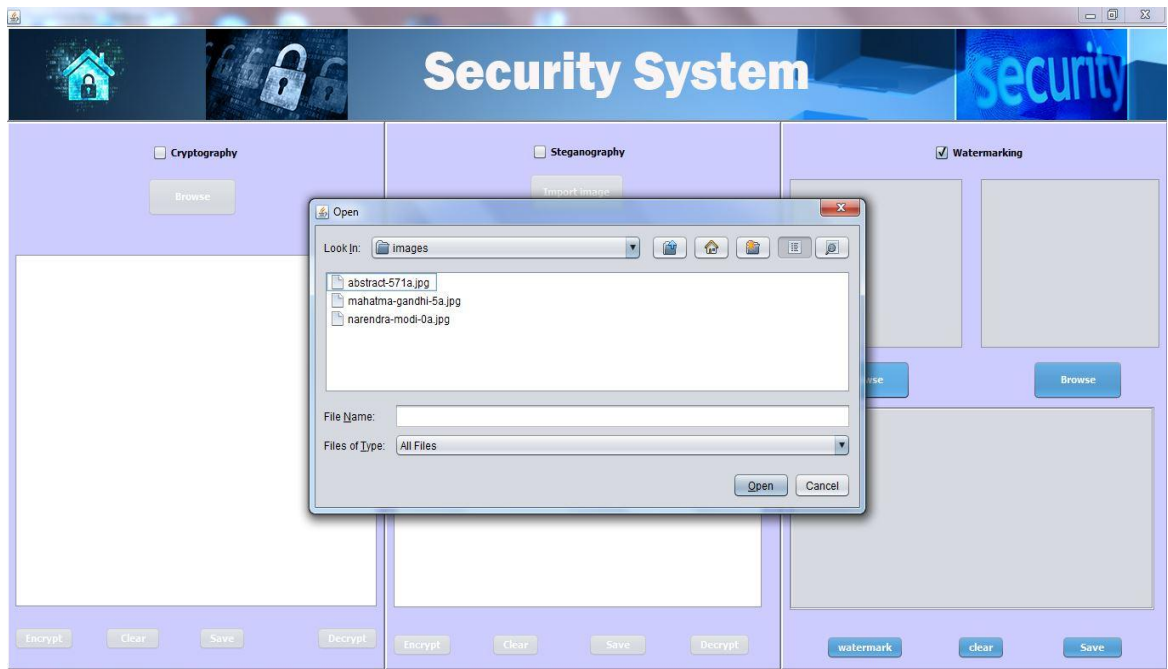 Security System
security
Cryptography
Steganography
Watermarking
Browse
Import image
Open
Look In:
images
abstract-571a.jpg
mahatma-gandhi-5a.jpg
narendra-modi-0a.jpg
File Name:
Files of Type:
All Files
Open
Cancel
Browse
Encrypt
Clear
Save
Decrypt
Encrypt
Clear
Save
Decrypt
watermark
clear
Save